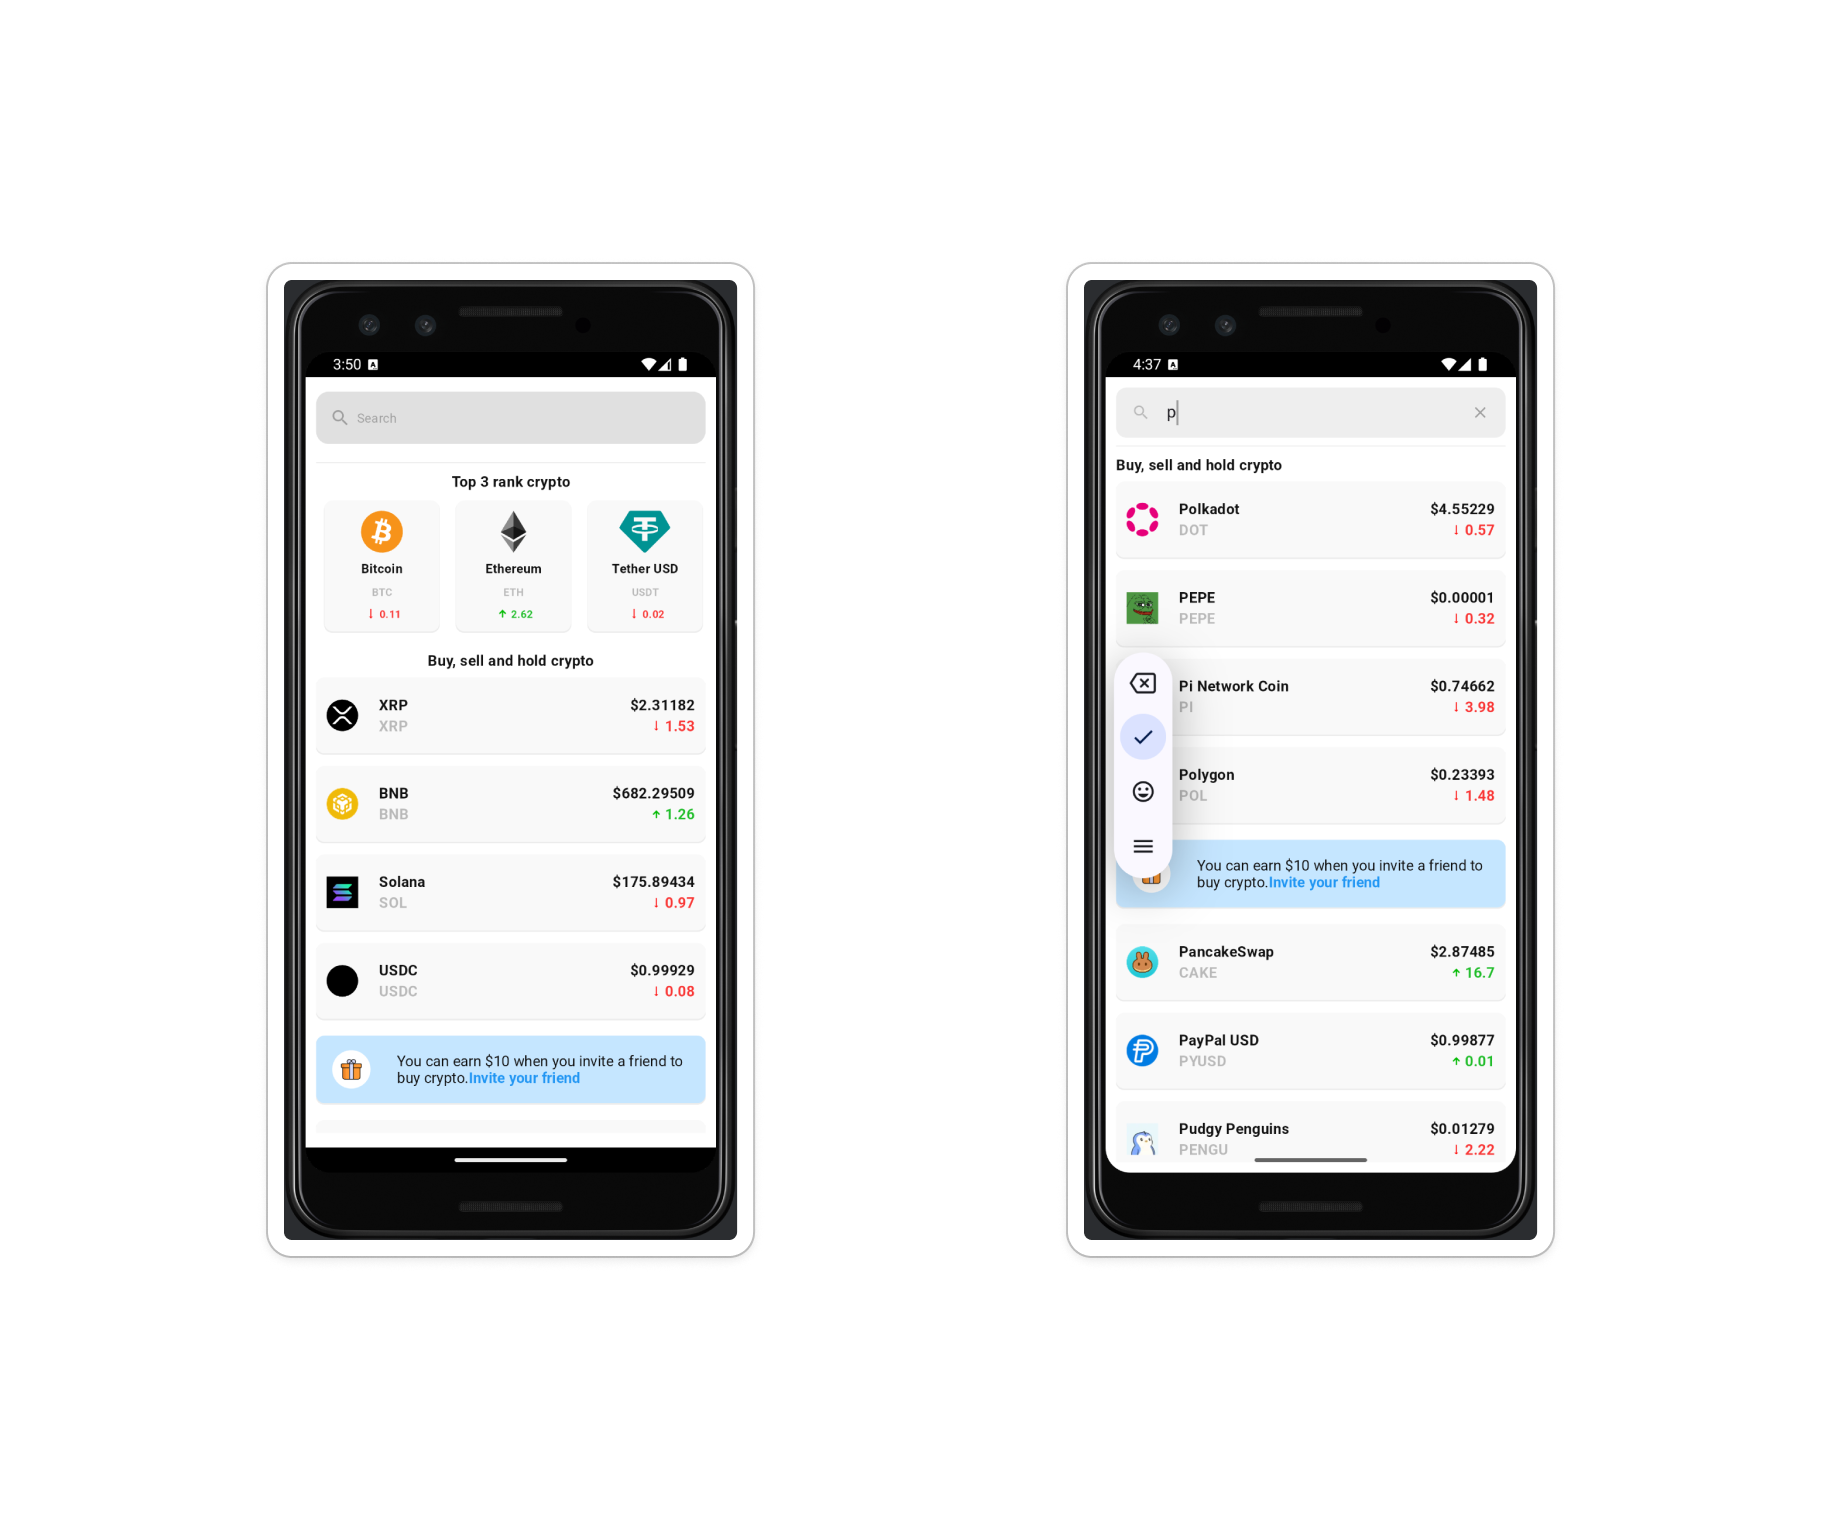 3:50
Search
Top 3 rank crypto
Bitcoin
BTC
↓ 0.11
Ethereum
ETH
↑ 2.62
Tether USD
USDT
↓ 0.02
Buy, sell and hold crypto
XRP $2.31182
XRP ↓ 1.53
BNB $682.29509
BNB ↑ 1.26
Solana $175.89434
SOL ↓ 0.97
USDC $0.99929
USDC ↓ 0.08
You can earn $10 when you invite a friend to
buy crypto.Invite your friend
4:37
p
Buy, sell and hold crypto
Polkadot $4.55229
DOT ↓ 0.57
PEPE $0.00001
PEPE ↓ 0.32
Pi Network Coin $0.74662
PI ↓ 3.98
Polygon $0.23393
POL ↓ 1.48
You can earn $10 when you invite a friend to
buy crypto.Invite your friend
PancakeSwap $2.87485
CAKE ↑ 16.7
PayPal USD $0.99877
PYUSD ↑ 0.01
Pudgy Penguins $0.01279
PENGU ↓ 2.22